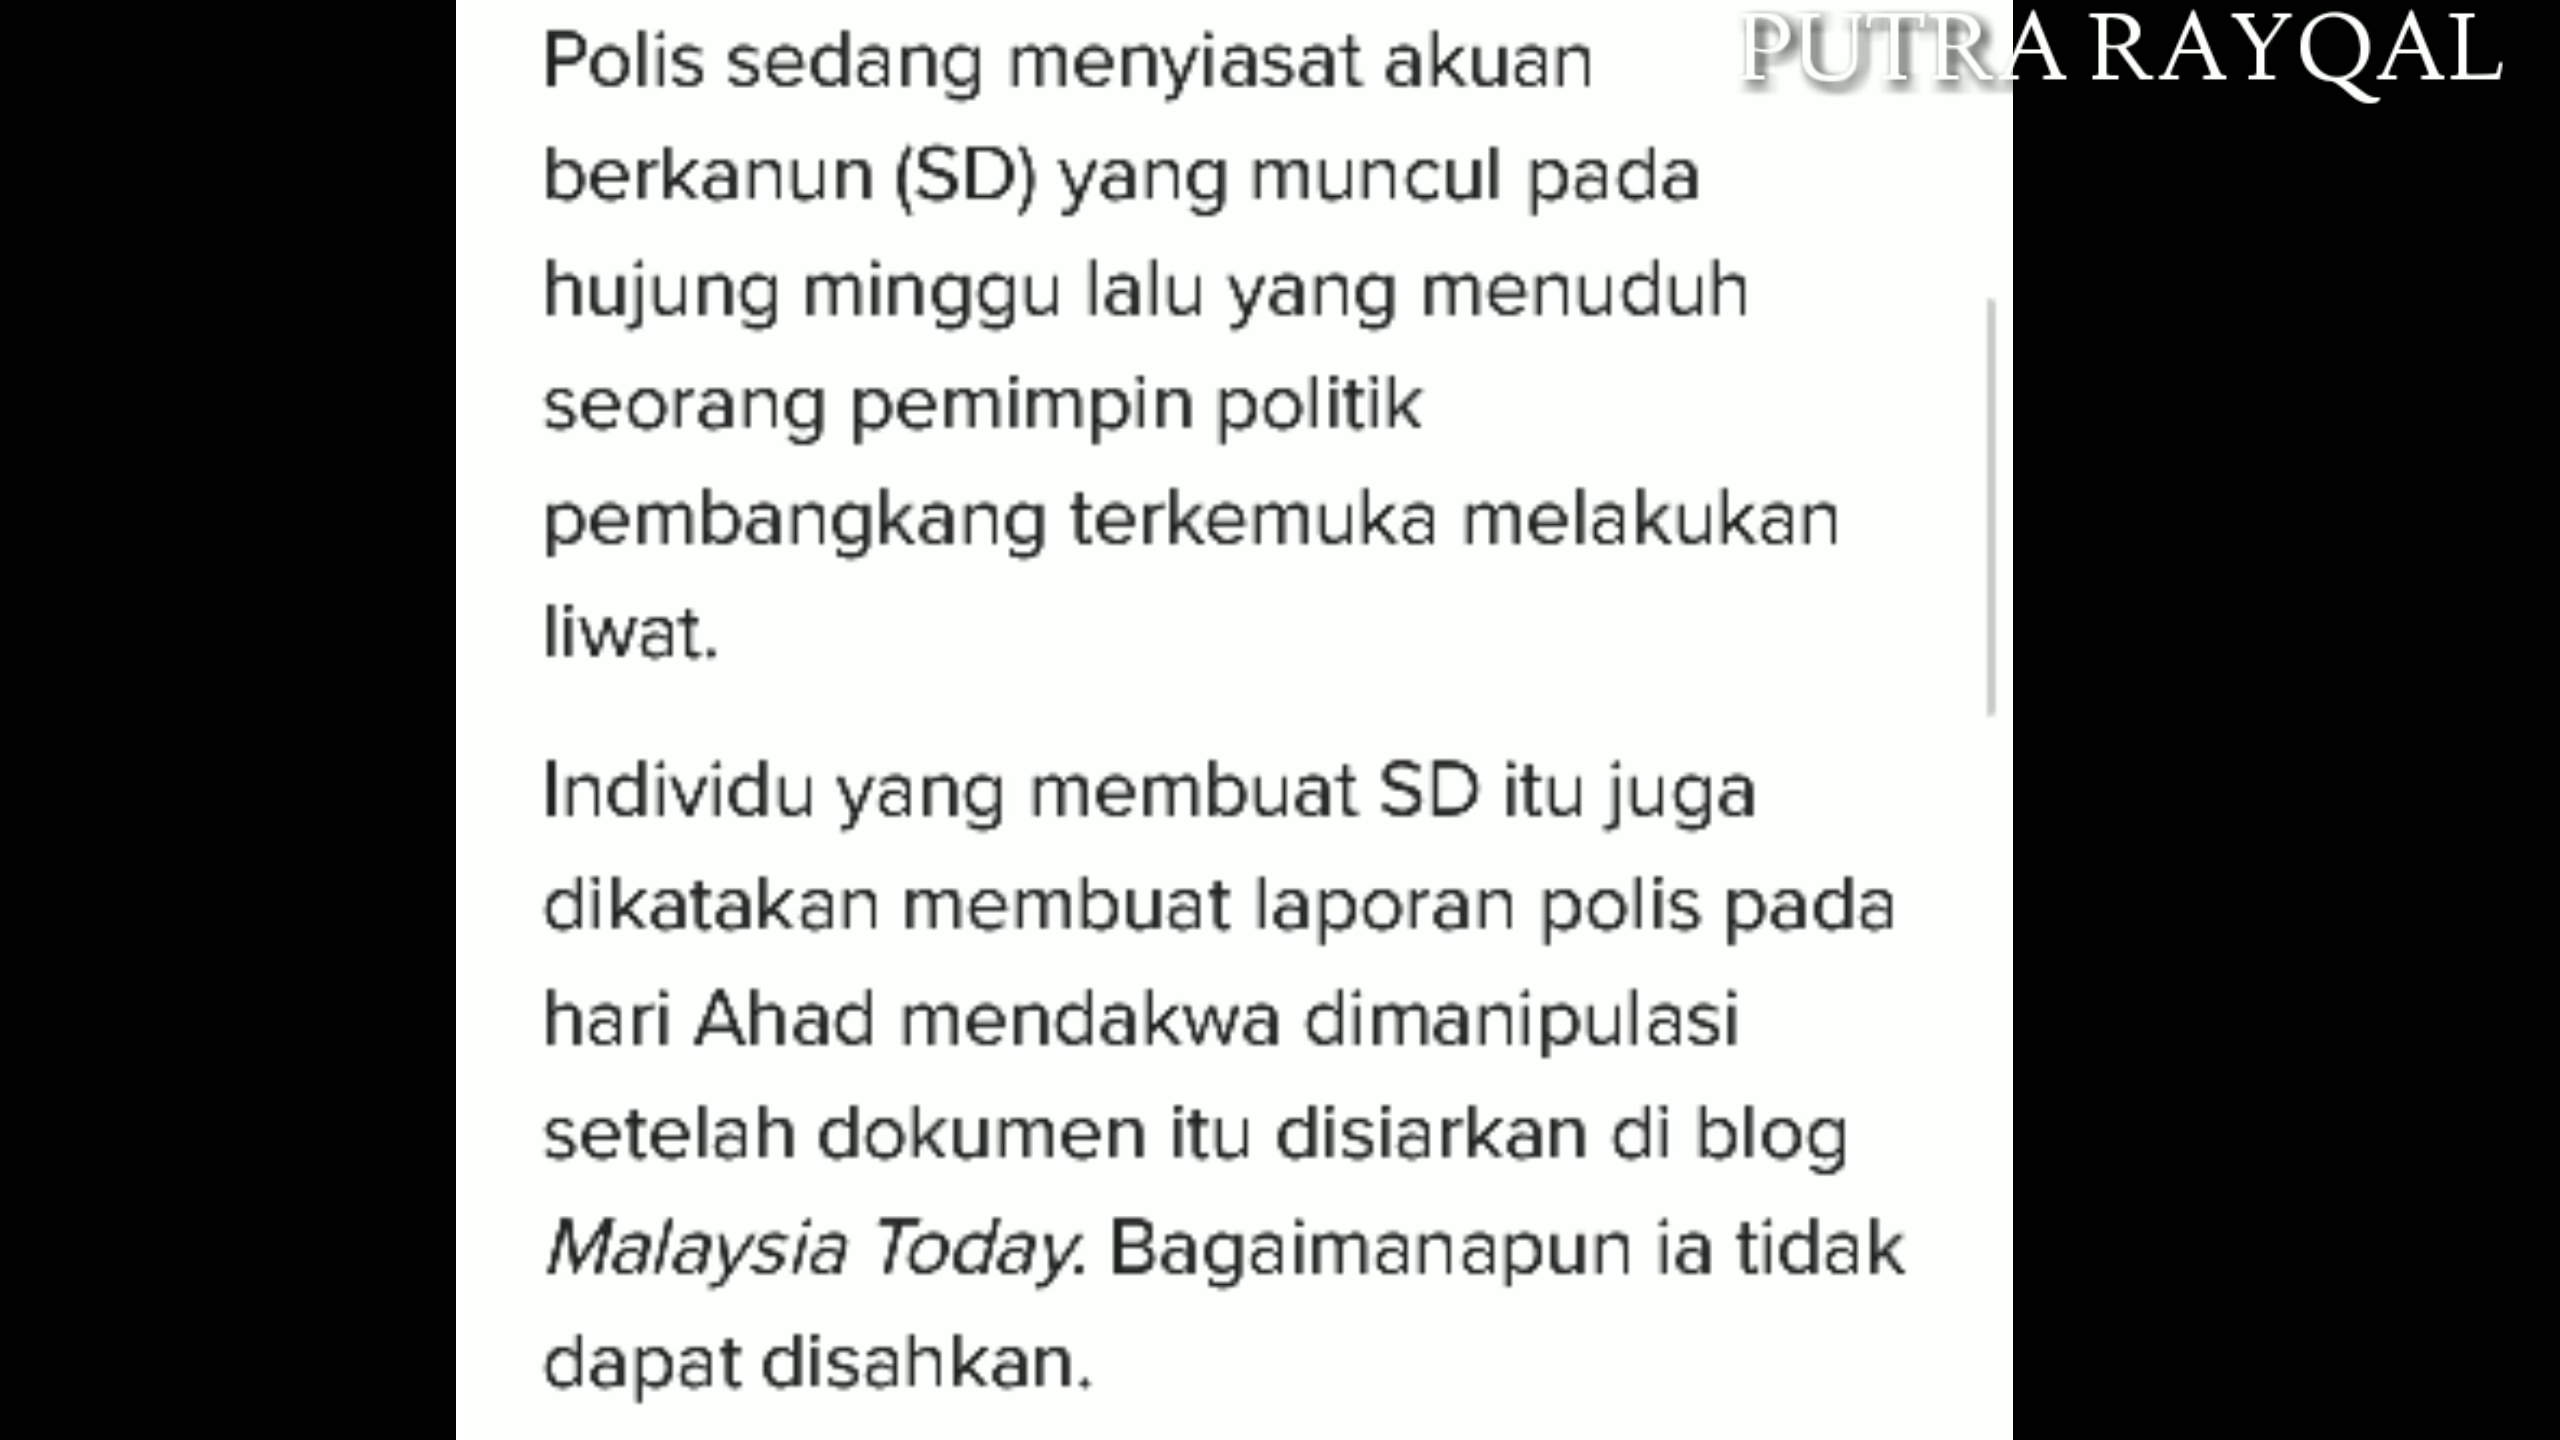 PUTRA RAYQAL
Polis sedang menyiasat akuan
berkanun (SD) yang muncul pada
hujung minggu lalu yang menuduh
seorang pemimpin politik
pembangkang terkemuka melakukan
liwat.
Individu yang membuat SD itu juga
dikatakan membuat laporan polis pada
hari Ahad mendakwa dimanipulasi
setelah dokumen itu disiarkan di blog
Malaysia Today. Bagaimanapun ia tidak
dapat disahkan.